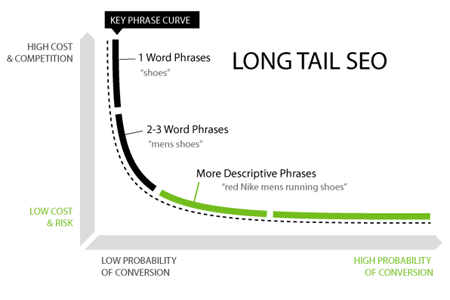 KEY PHRASE CURVE
HIGH COST
& COMPETITION
1 Word Phrases
"shoes"
LONG TAIL SEO
2-3 Word Phrases
"mens shoes"
More Descriptive Phrases
"red Nike mens running shoes"
LOW COST
& RISK
LOW PROBABILITY
OF CONVERSION
HIGH PROBABILITY
OF CONVERSION